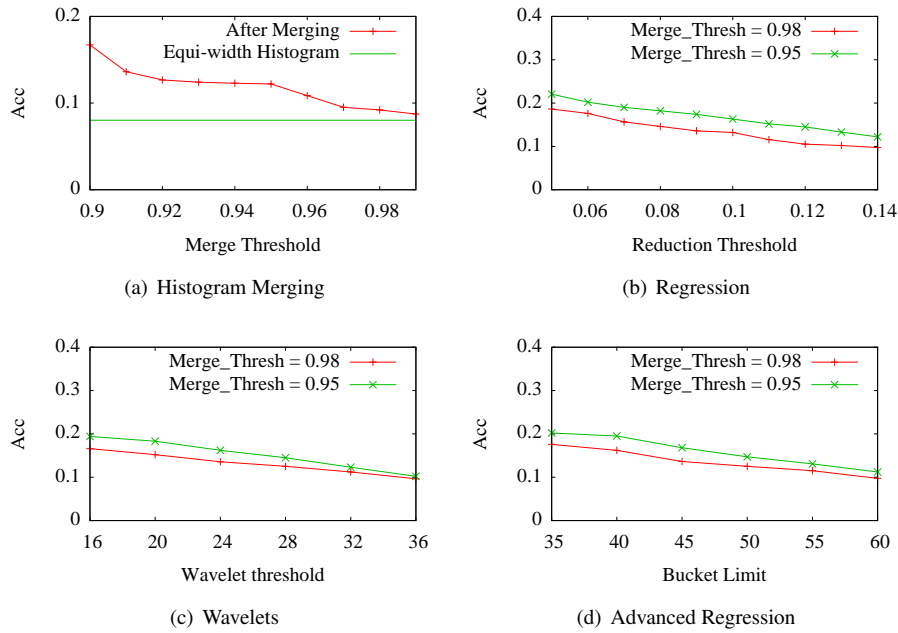 After Merging
Equi-width Histogram
0.2
0.1
0
Acc
0.9 0.92 0.94 0.96 0.98
Merge Threshold
(a) Histogram Merging
Merge_Thresh = 0.98
Merge_Thresh = 0.95
0.4
0.3
0.2
0.1
0
Acc
0.06 0.08 0.1 0.12 0.14
Reduction Threshold
(b) Regression
Merge_Thresh = 0.98
Merge_Thresh = 0.95
0.4
0.3
0.2
0.1
0
Acc
16 20 24 28 32 36
Wavelet threshold
(c) Wavelets
Merge_Thresh = 0.98
Merge_Thresh = 0.95
0.4
0.3
0.2
0.1
0
Acc
35 40 45 50 55 60
Bucket Limit
(d) Advanced Regression